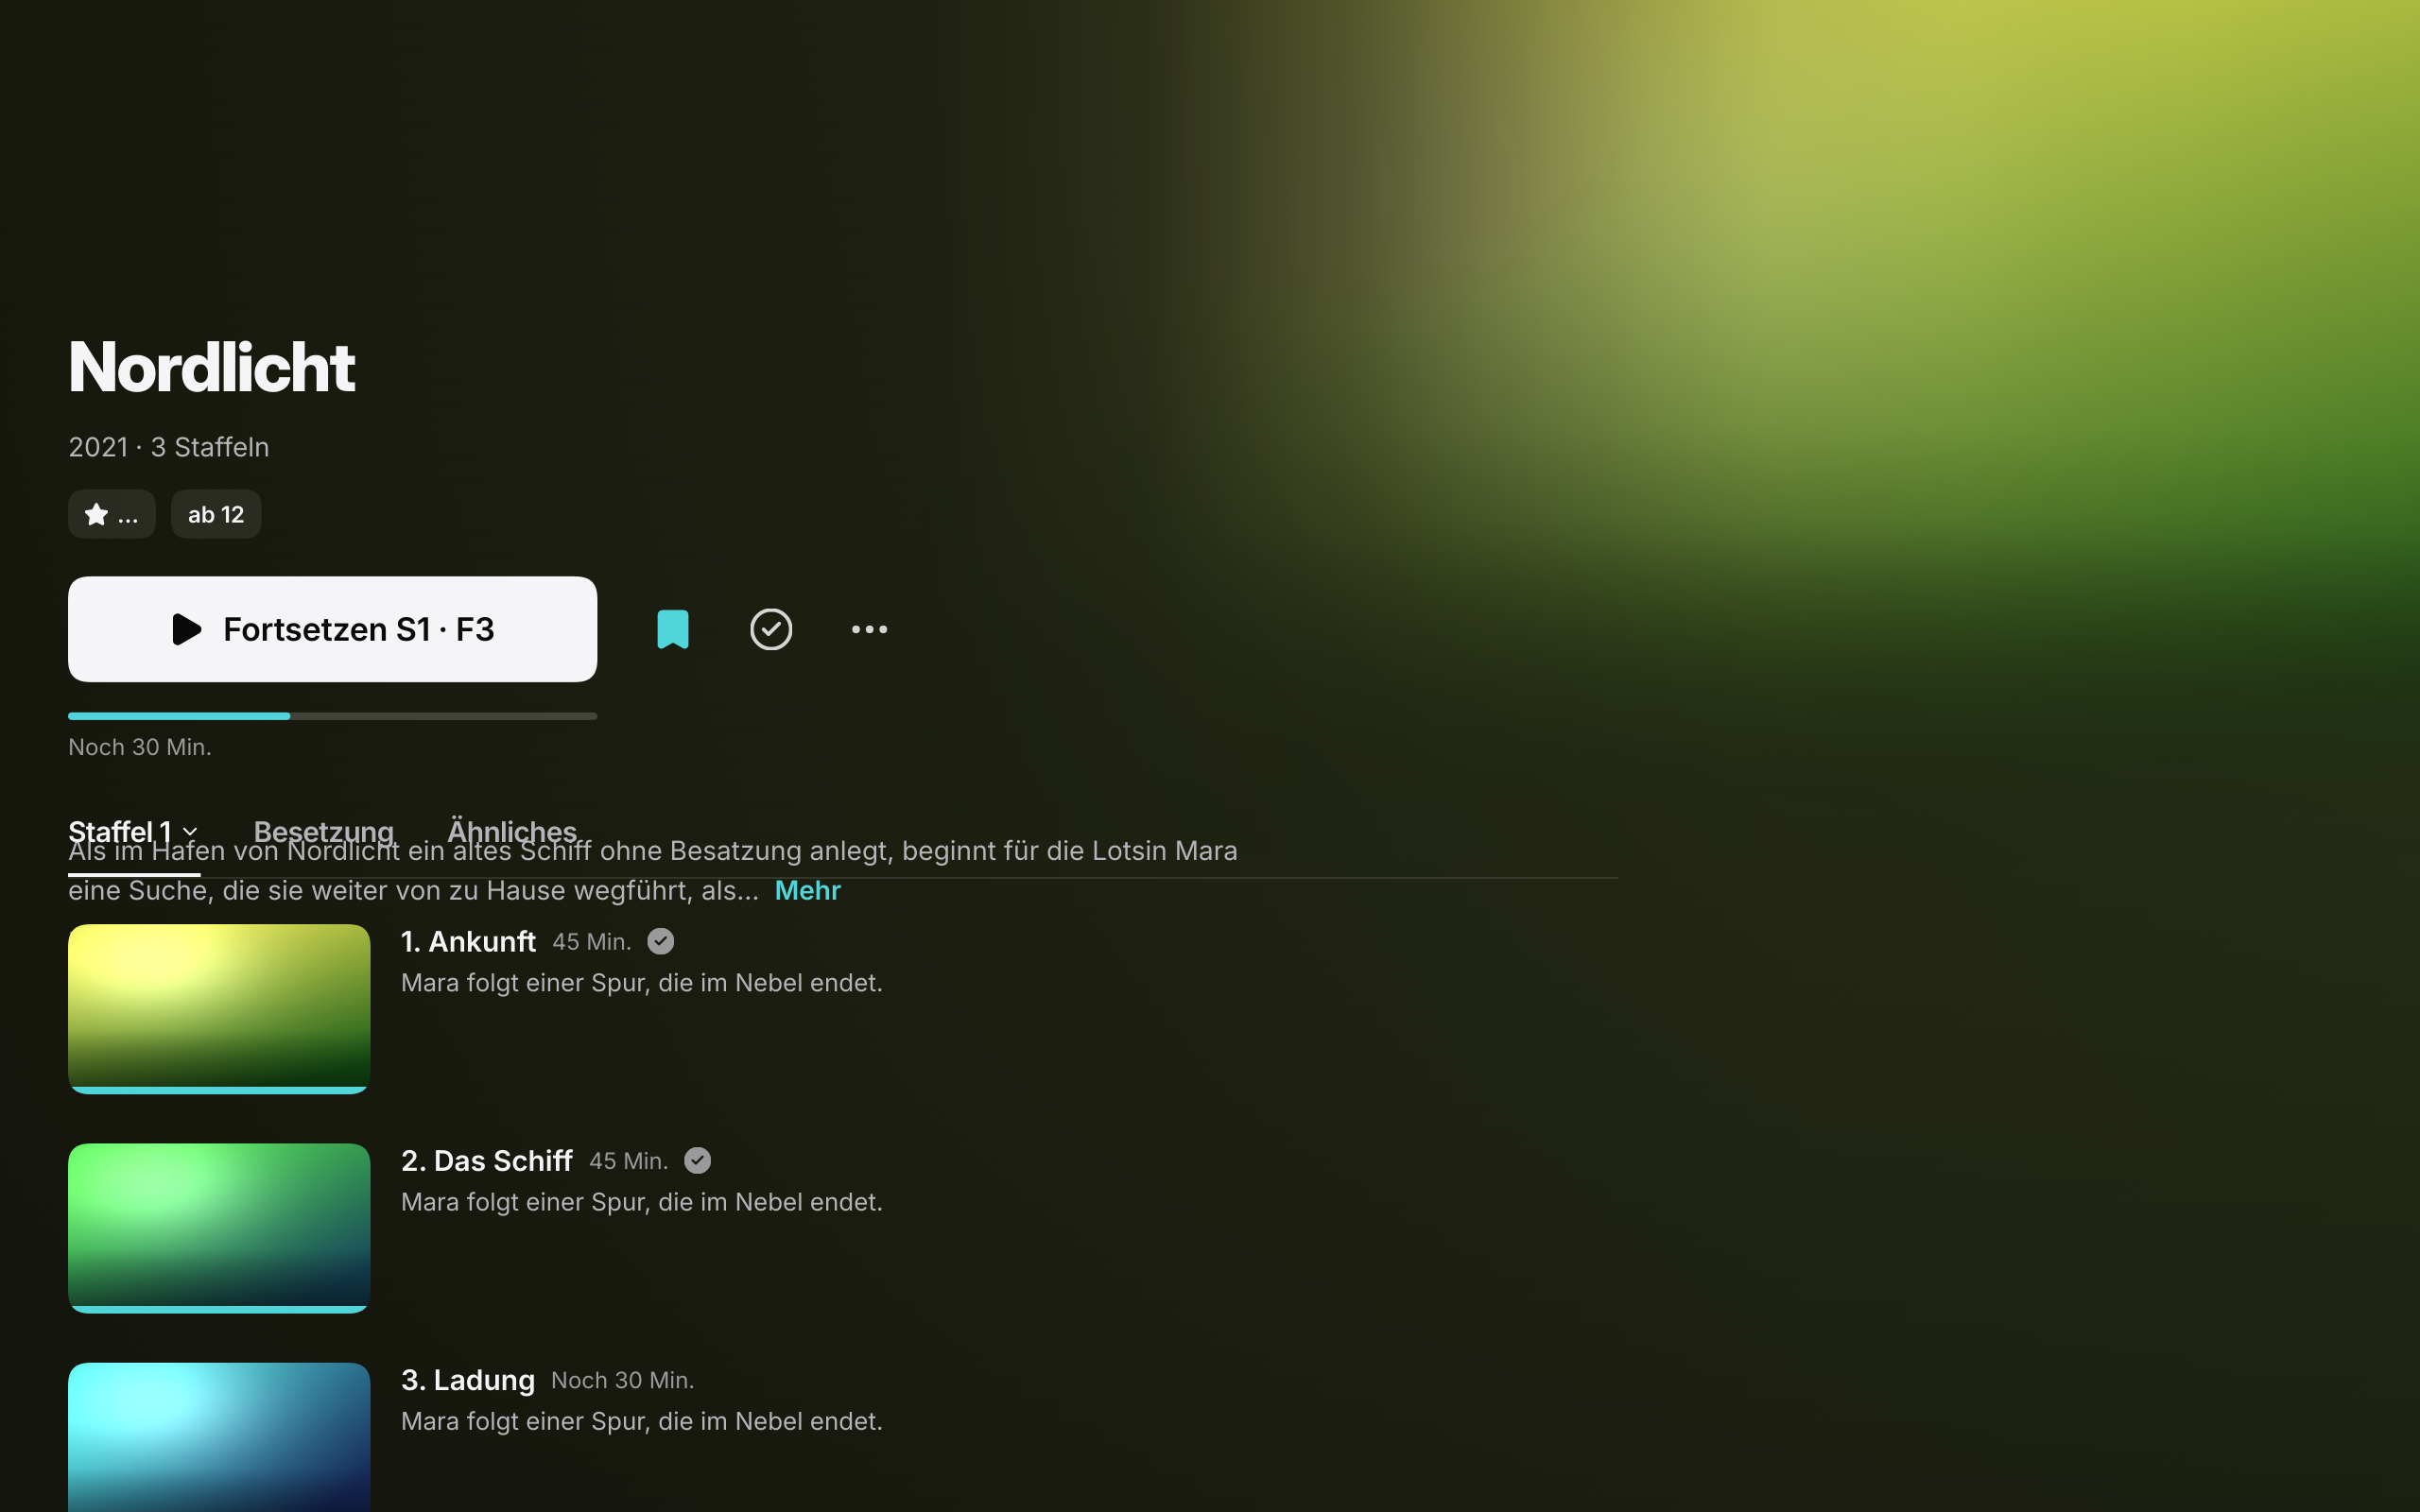 Nordlicht
2021 · 3 Staffeln
... ab 12
Fortsetzen S1 · F3
Noch 30 Min.
Staffel 1 Besetzung Ähnliches
Als im Hafen von Nordlicht ein altes Schiff ohne Besatzung anlegt, beginnt für die Lotsin Mara
eine Suche, die sie weiter von zu Hause wegführt, als... Mehr
1. Ankunft 45 Min.
Mara folgt einer Spur, die im Nebel endet.
2. Das Schiff 45 Min.
Mara folgt einer Spur, die im Nebel endet.
3. Ladung Noch 30 Min.
Mara folgt einer Spur, die im Nebel endet.